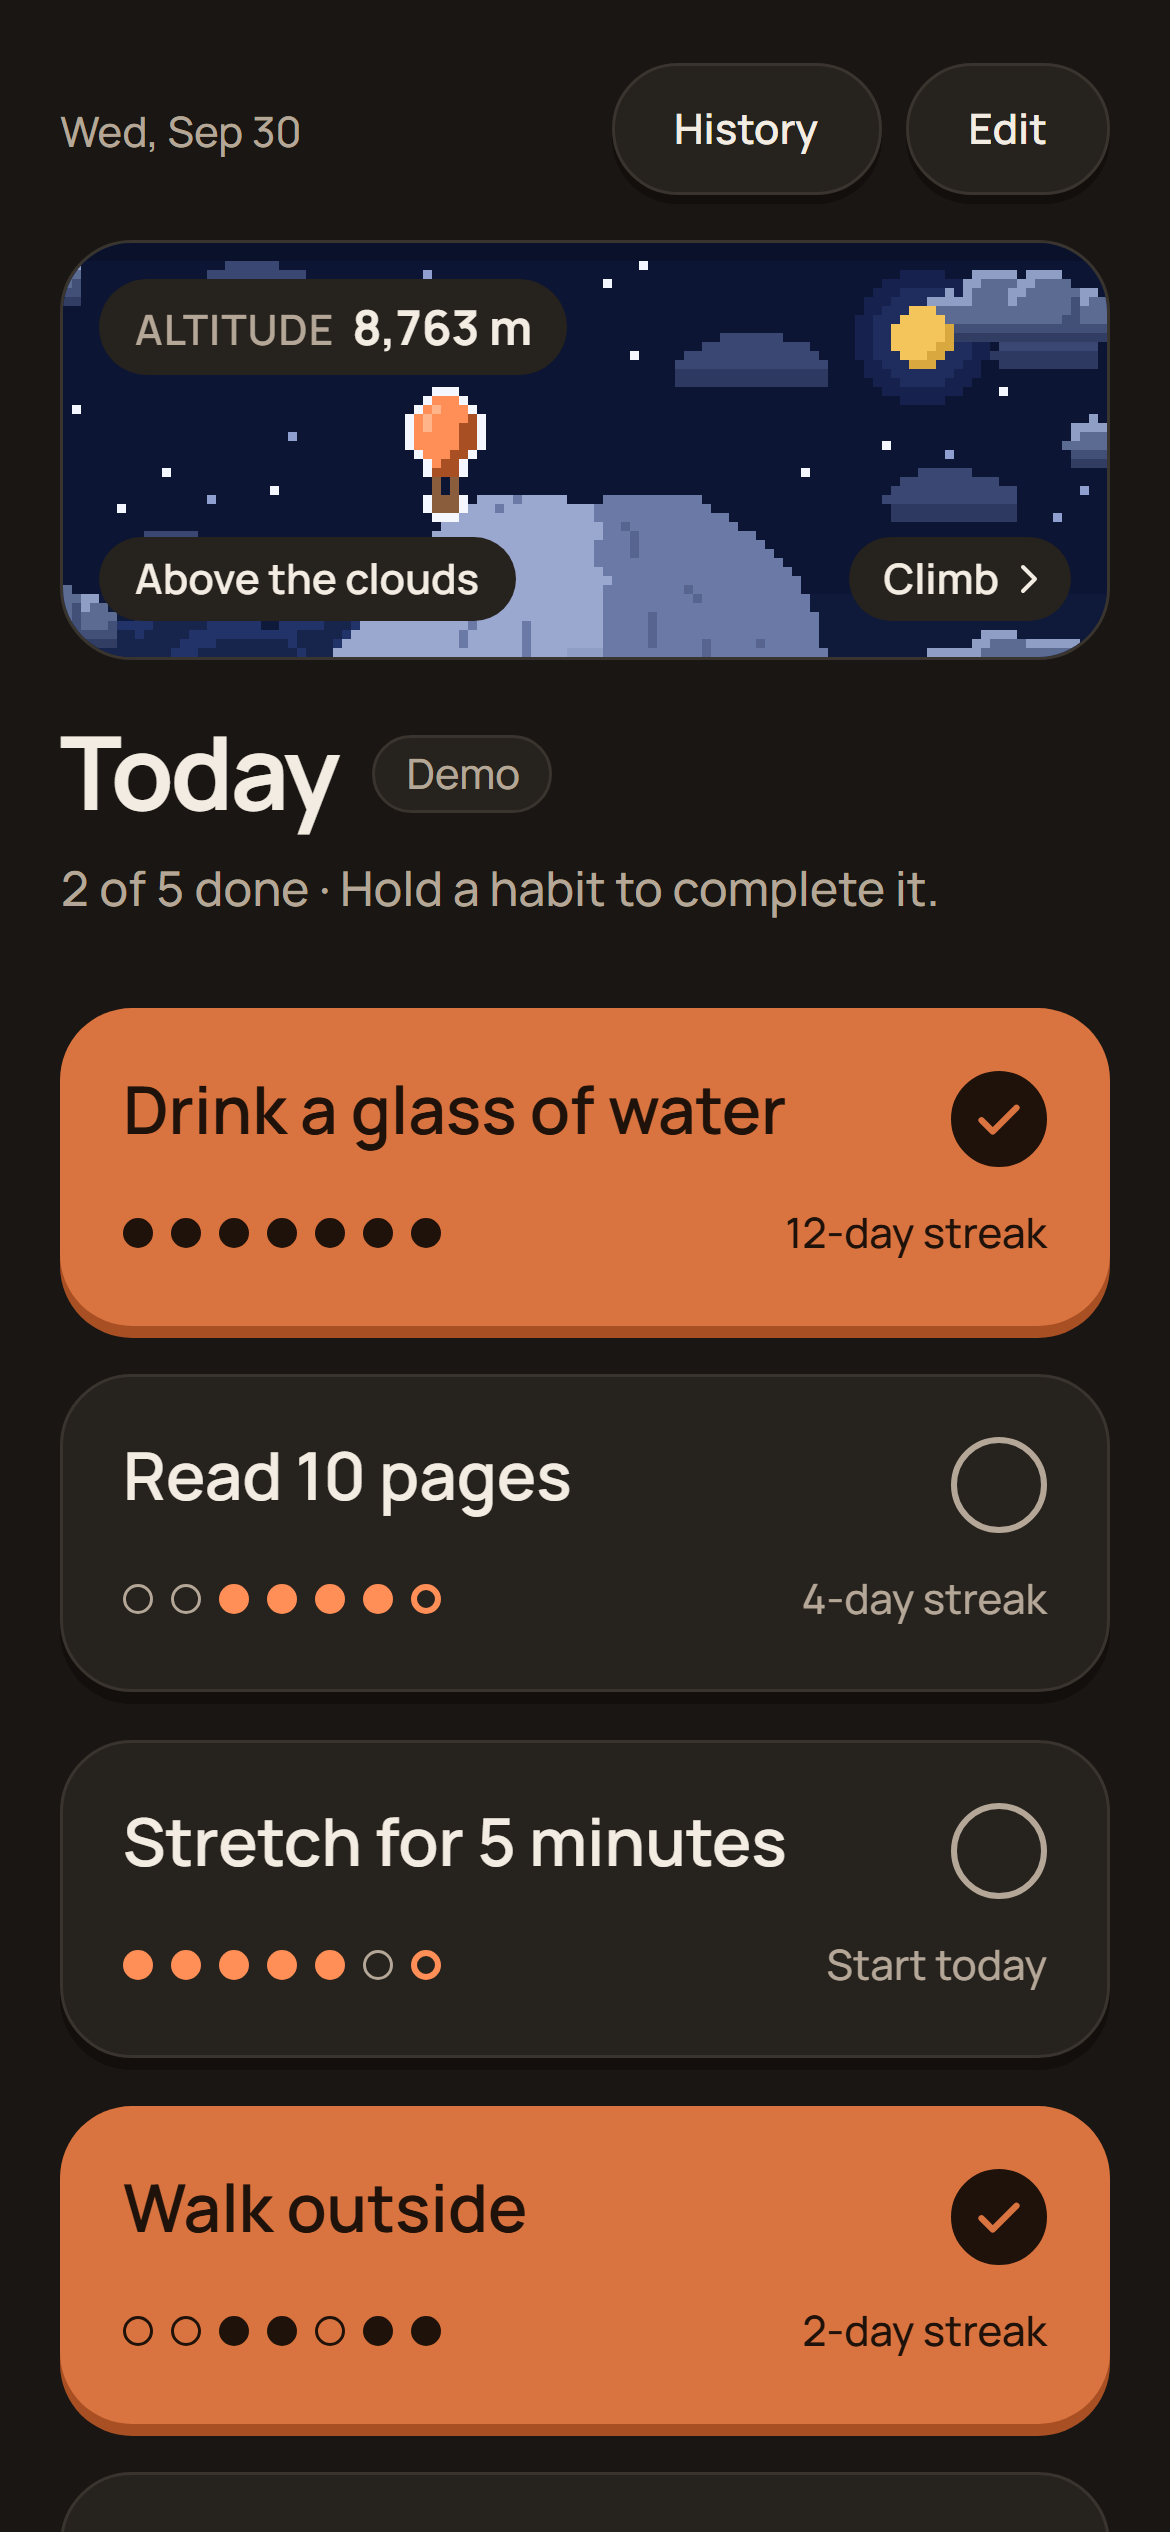 Wed, Sep 30
History
Edit
ALTITUDE 8,763 m
Above the clouds
Climb
Today
Demo
2 of 5 done · Hold a habit to complete it.
Drink a glass of water
12-day streak
Read 10 pages
4-day streak
Stretch for 5 minutes
Start today
Walk outside
2-day streak